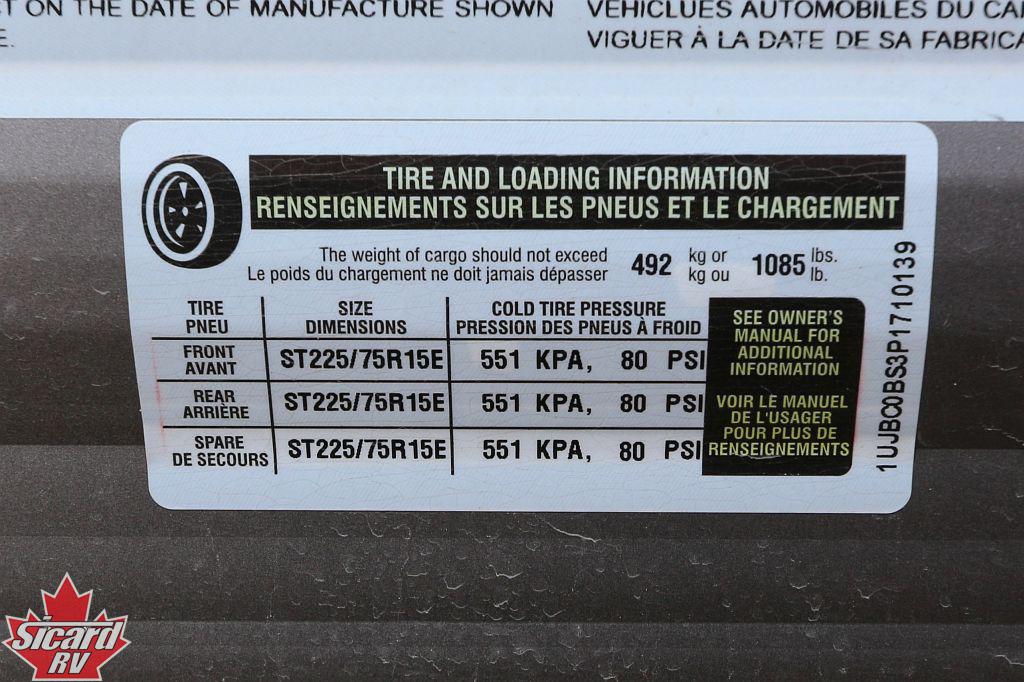 ON THE DATE OF MANUFACTURE SHOWN
VEHICLUES AUTOMOBILES DU
VIGUER À LA DATE DE SA
TIRE AND LOADING INFORMATION
RENSEIGNEMENTS SUR LES PNEUS ET LE CHARGEMENT
The weight of cargo should not exceed 492 kg or 1085 lbs.
Le poids du chargement ne doit jamais dépasser kg ou lb.
TIRE SIZE COLD TIRE PRESSURE
PNEU DIMENSIONS PRESSION DES PNEUS À FROID
FRONT
AVANT
ST225/75R15E 551 KPA, 80 PSI
REAR
ARRIÈRE
ST225/75R15E 551 KPA, 80 PSI
SPARE
DE SECOURS
ST225/75R15E 551 KPA, 80 PSI
SEE OWNER'S
MANUAL FOR
ADDITIONAL
INFORMATION
VOIR LE MANUEL
DE L'USAGER
POUR PLUS DE
RENSEIGNEMENTS
1UJBC0BS3P1710139
Sicard
RV